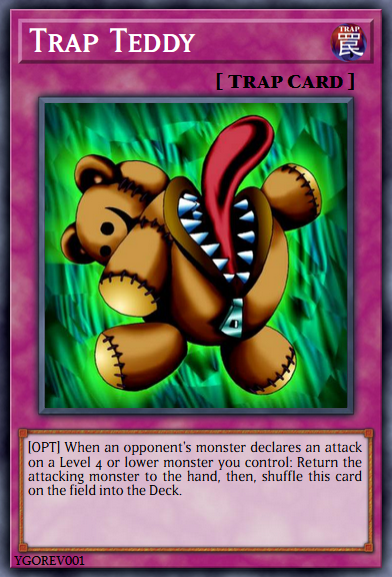 Trap Teddy
TRAP
罠
[ Trap Card ]
[OPT] When an opponent's monster declares an attack
on a Level 4 or lower monster you control: Return the
attacking monster to the hand, then, shuffle this card
on the field into the Deck.
YGOREV001